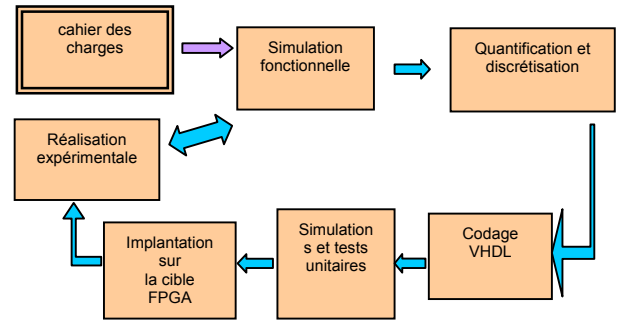 cahier des
charges
Simulation
fonctionnelle
Quantification et
discrétisation
Réalisation
expérimentale
Implantation
sur
la cible
FPGA
Simulation
s et tests
unitaires
Codage
VHDL